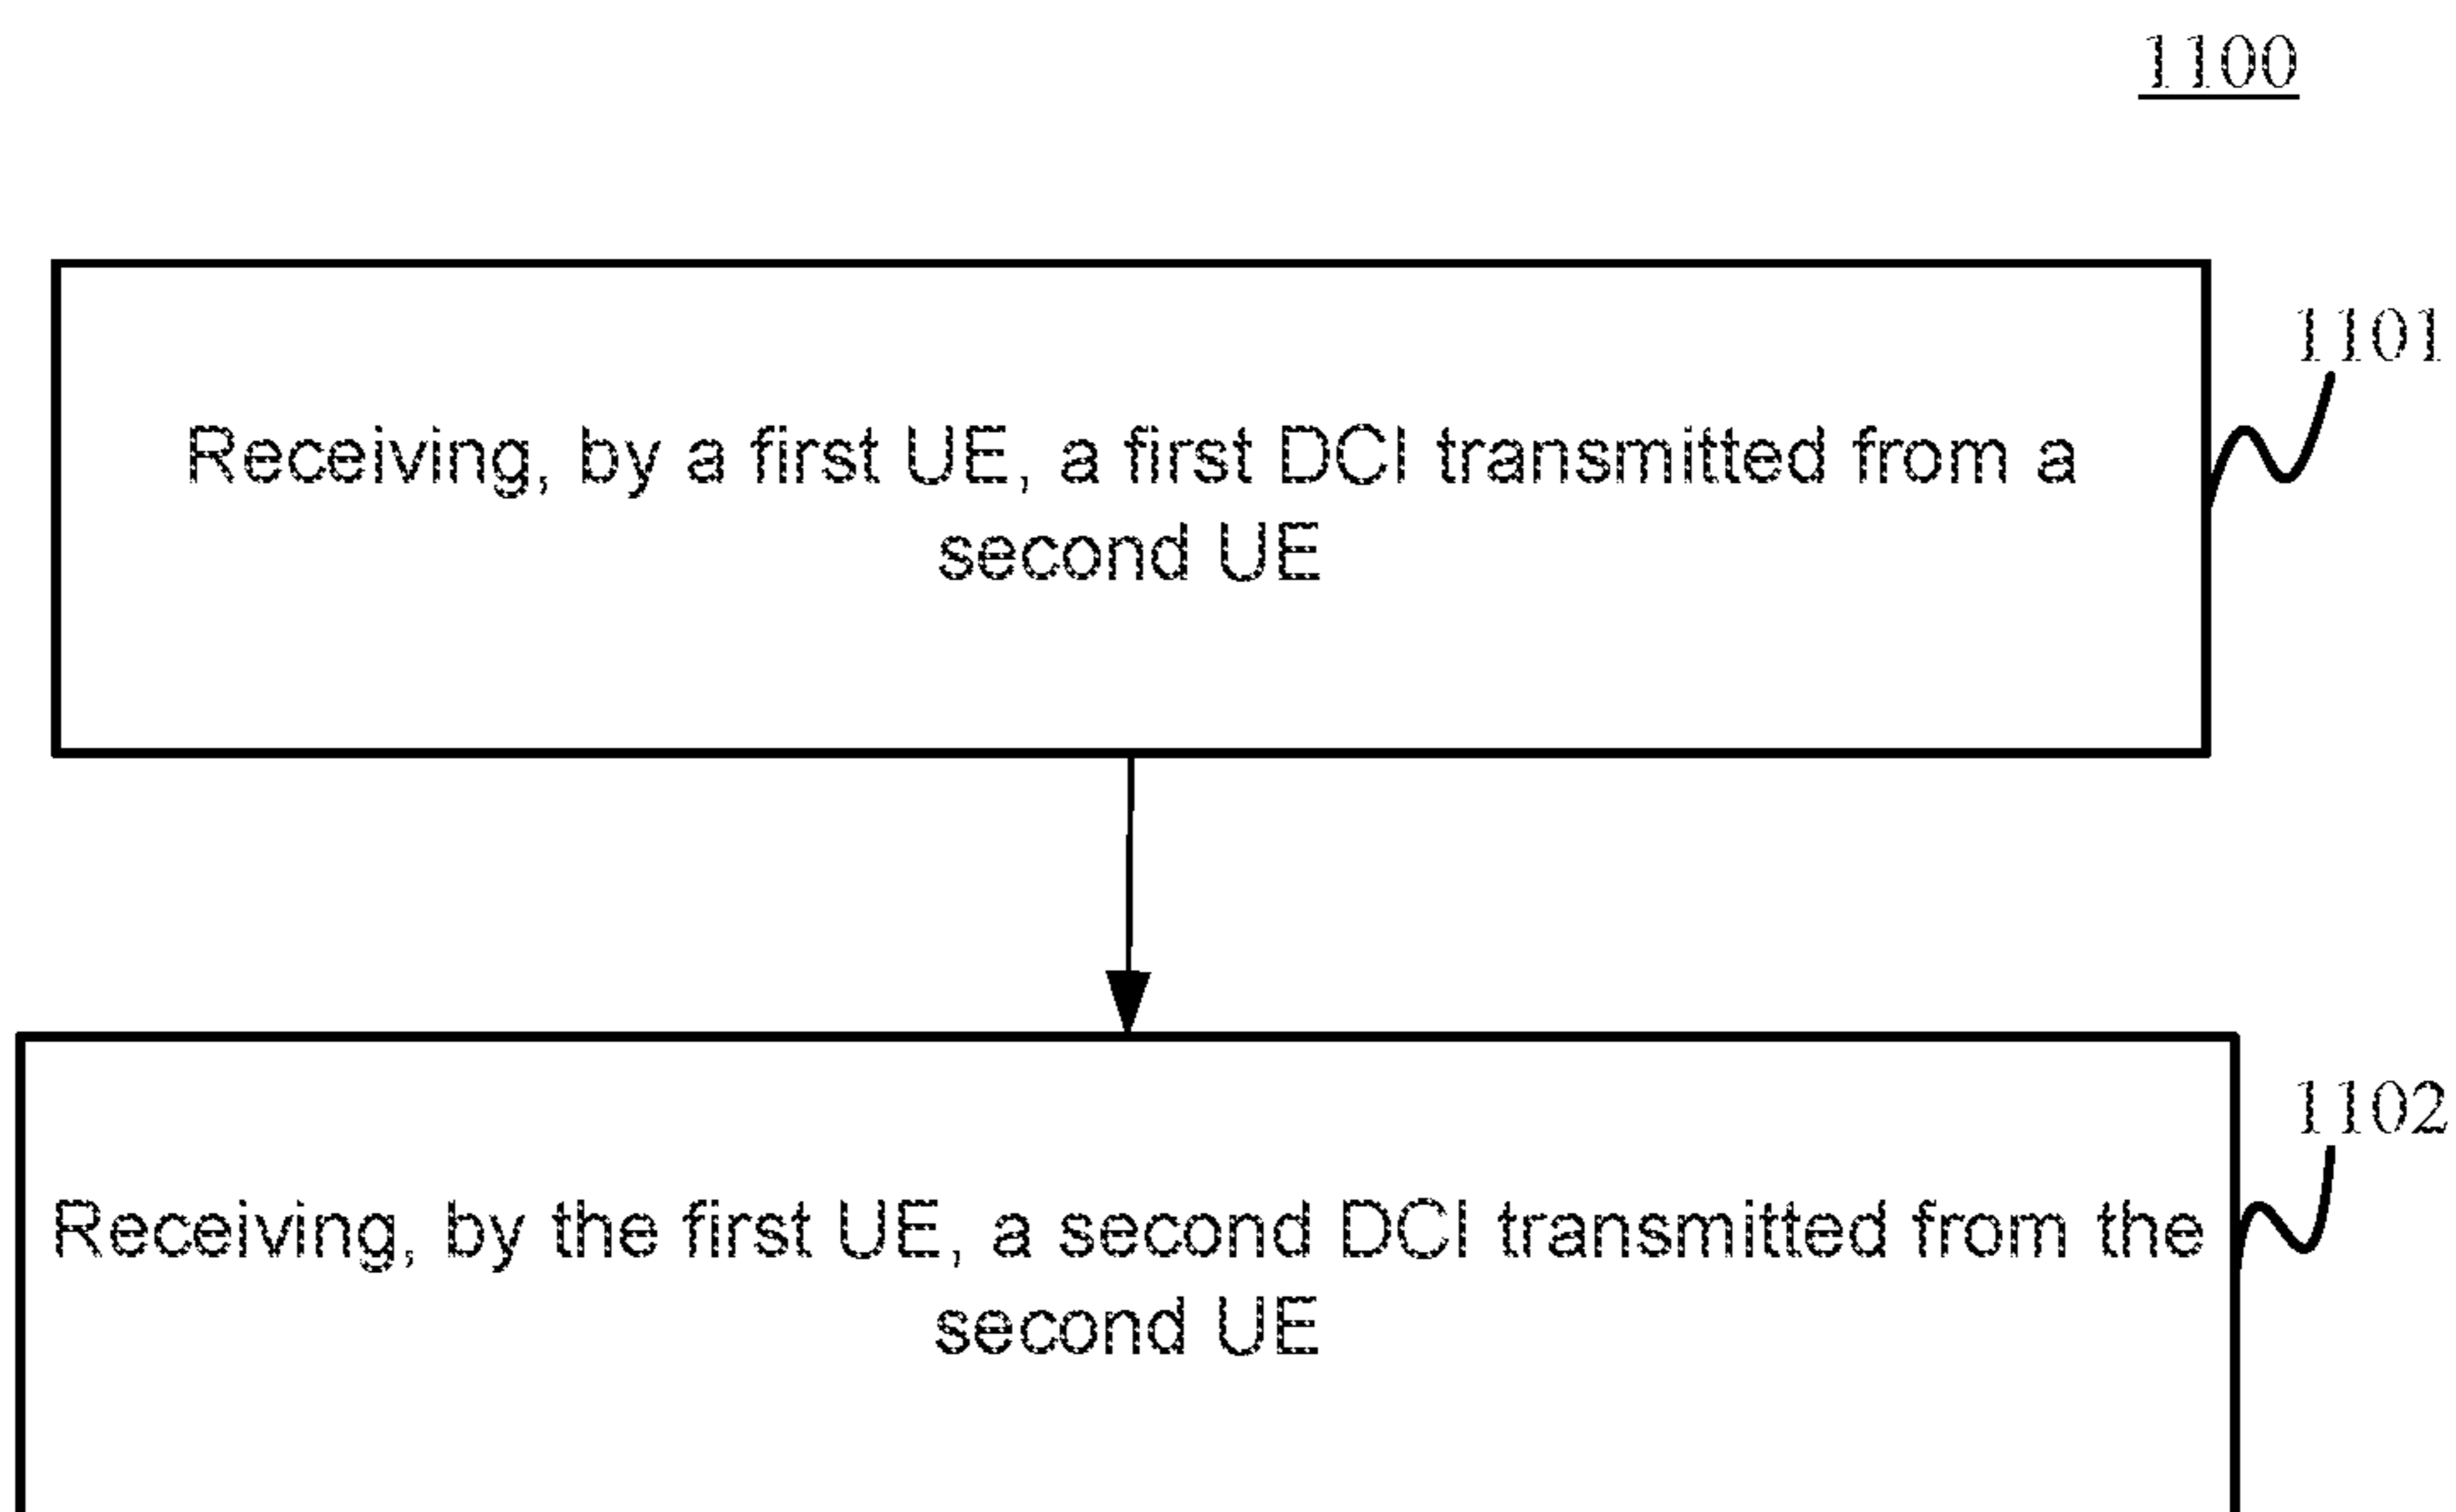 1100
1101
Receiving, by a first UE, a first DCI transmitted from a
second UE
1102
Receiving, by the first UE, a second DCI transmitted from the
second UE